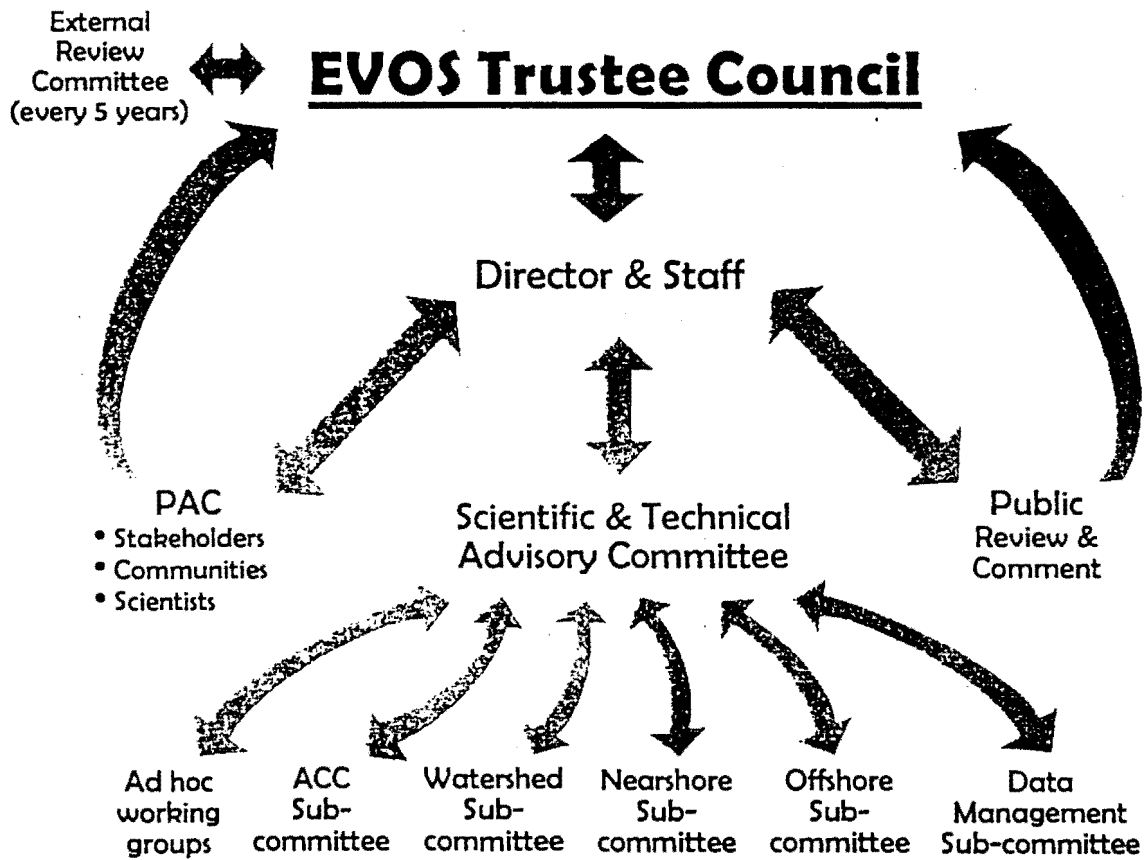 External
Review
Committee
(every 5 years)
EVOS Trustee Council
Director & Staff
PAC
• Stakeholders
• Communities
• Scientists
Scientific & Technical
Advisory Committee
Public
Review &
Comment
Ad hoc
working
groups
ACC
Sub-
committee
Watershed
Sub-
committee
Nearshore
Sub-
committee
Offshore
Sub-
committee
Data
Management
Sub-committee